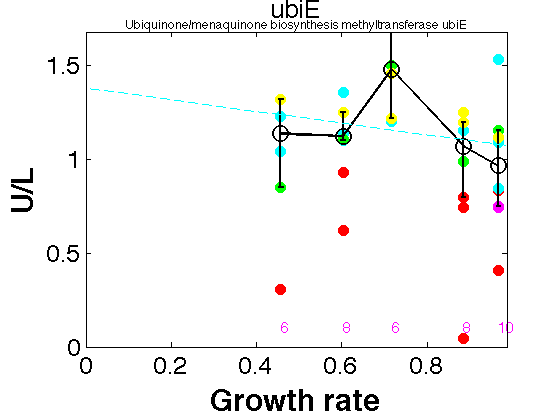 ubiE
Ubiquinone/menaquinone biosynthesis methyltransferase ubiE
1.5
1
0.5
0
U/L
6 8 6 8 10
0 0.2 0.4 0.6 0.8
Growth rate